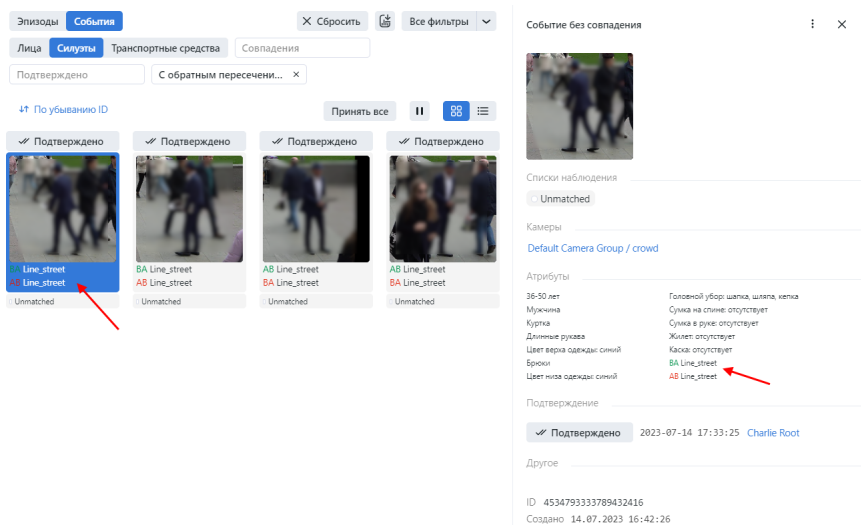 Эпизоды События
Сбросить Все фильтры
Лица Силуэты Транспортные средства Совпадения
Подтверждено С обратным пересечени... ×
По убыванию ID
Принять все
Подтверждено Подтверждено Подтверждено Подтверждено
BA Line_street BA Line_street AB Line_street AB Line_street
AB Line_street AB Line_street BA Line_street BA Line_street
Unmatched Unmatched Unmatched Unmatched
Событие без совпадения
Списки наблюдения
Unmatched
Камеры
Default Camera Group / crowd
Атрибуты
36-50 лет Головной убор: шапка, шляпа, кепка
Мужчина Сумка на спине: отсутствует
Куртка Сумка в руке: отсутствует
Длинные рукава Жилет: отсутствует
Цвет верха одежды: синий Каска: отсутствует
Брюки BA Line_street
Цвет низа одежды: синий AB Line_street
Подтверждение
Подтверждено 2023-07-14 17:33:25 Charlie Root
Другое
ID 4534793333789432416
Создано 14.07.2023 16:42:26